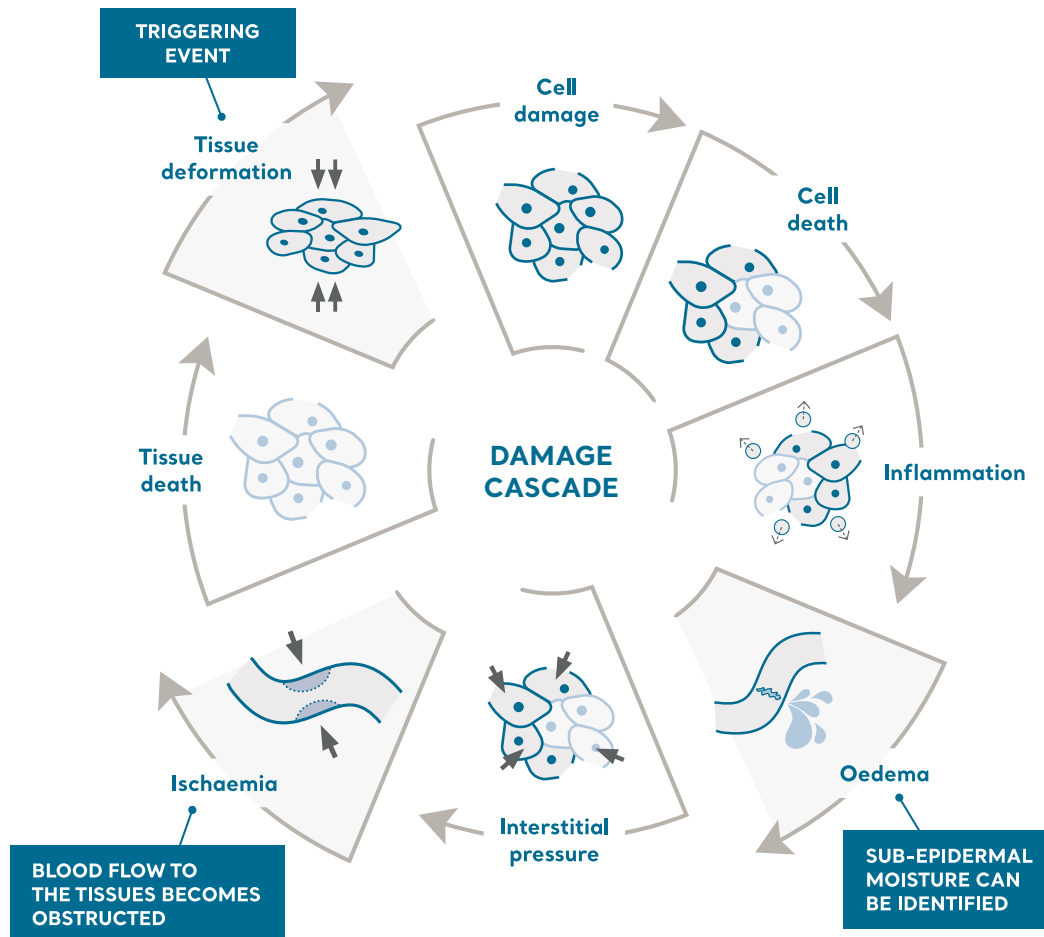 TRIGGERING
EVENT
Tissue
deformation
Cell
damage
Cell
death
Inflammation
Oedema
SUB-EPIDERMAL
MOISTURE CAN
BE IDENTIFIED
Interstitial
pressure
Ischaemia
BLOOD FLOW TO
THE TISSUES BECOMES
OBSTRUCTED
Tissue
death
DAMAGE
CASCADE